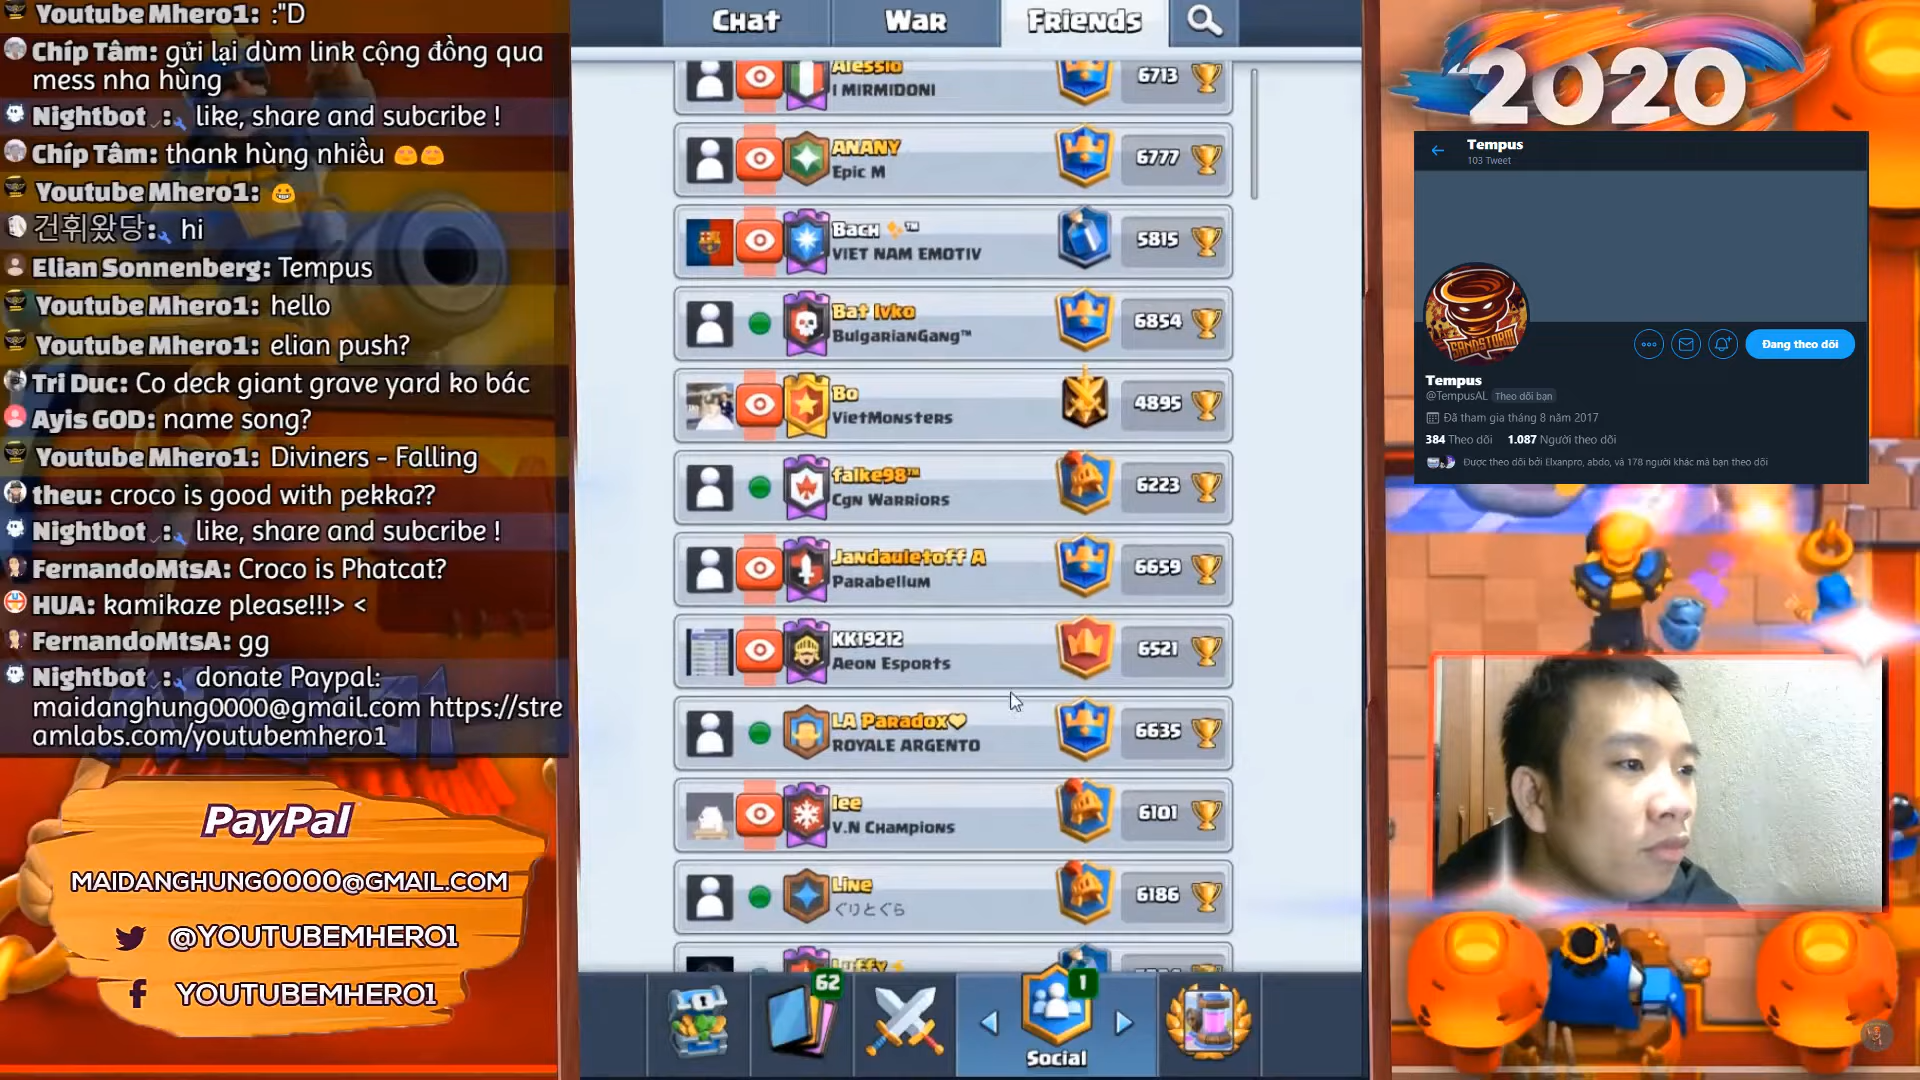 Youtube Mhero1: :"D
Chíp Tâm: gửi lại dùm link cộng đồng qua
mess nha hùng
Nightbot : like, share and subcribe !
Chíp Tâm: thank hùng nhiều
Youtube Mhero1:
건휘왔당: hi
Elian Sonnenberg: Tempus
Youtube Mhero1: hello
Youtube Mhero1: elian push?
Tri Duc: Co deck giant grave yard ko bác
Ayis GOD: name song?
Youtube Mhero1: Diviners - Falling
theu: croco is good with pekka??
Nightbot : like, share and subcribe !
FernandoMtsA: Croco is Phatcat?
HUA: kamikaze please!!!> <
FernandoMtsA: gg
Nightbot : donate Paypal:
maidanghung0000@gmail.com https://stre
amlabs.com/youtubemhero1
PayPal
MAIDANGHUNG0000@GMAIL.COM
@YOUTUBEMHERO1
YOUTUBEMHERO1
Chat
War
Friends
Alessio
I MIRMIDONI
6713
ANANY
Epic M
6777
Bach ™
VIET NAM EMOTIV
5815
Bat Ivko
BulgarianGang™
6854
Bo
VietMonsters
4895
falke98™
Cgn Warriors
6223
Jandauletoff A
Parabellum
6659
KK19212
Aeon Esports
6521
LA Paradox♥
ROYALE ARGENTO
6635
lee
V.N Champions
6101
Line
ぐりとぐら
6186
Luffy
62
1
Social
2020
Tempus
103 Tweet
SANDSTORM
Đang theo dõi
Tempus
@TempusAL Theo dõi bạn
Đã tham gia tháng 8 năm 2017
384 Theo dõi 1.087 Người theo dõi
Được theo dõi bởi Elxanpro, abdo, và 178 người khác mà bạn theo dõi